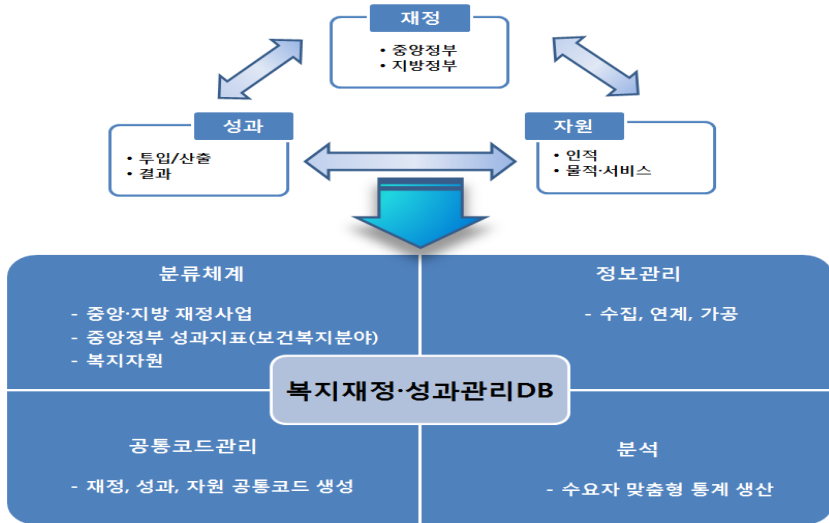 재정
• 중앙정부
• 지방정부
성과
• 투입/산출
• 결과
자원
• 인적
• 물적·서비스
분류체계
- 중앙·지방 재정사업
- 중앙정부 성과지표(보건복지분야)
- 복지자원
정보관리
- 수집, 연계, 가공
복지재정·성과관리DB
공통코드관리
- 재정, 성과, 자원 공통코드 생성
분석
- 수요자 맞춤형 통계 생산